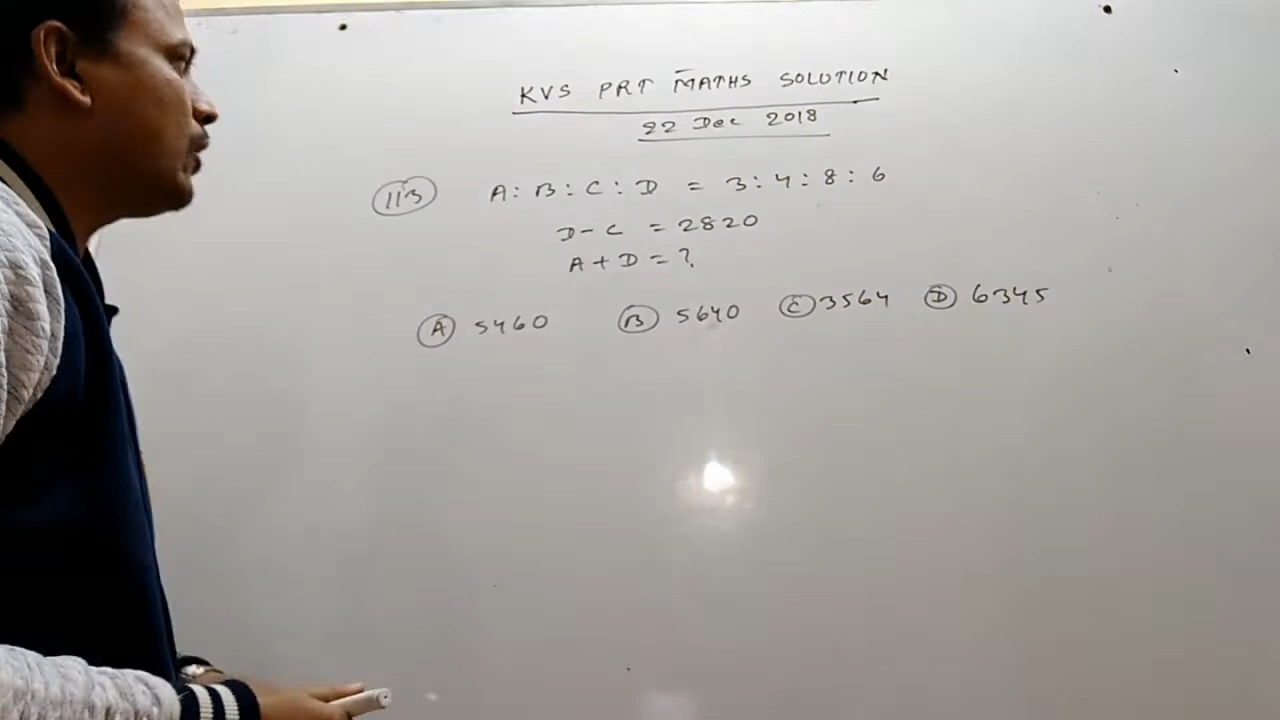 KVS PRT MATHS SOLUTION
22 Dec 2018
113 A : B : C : D = 3 : 4 : 8 : 6
D - C = 2820
A + D = ?
A 5460 B 5640 C 3564 D 6345